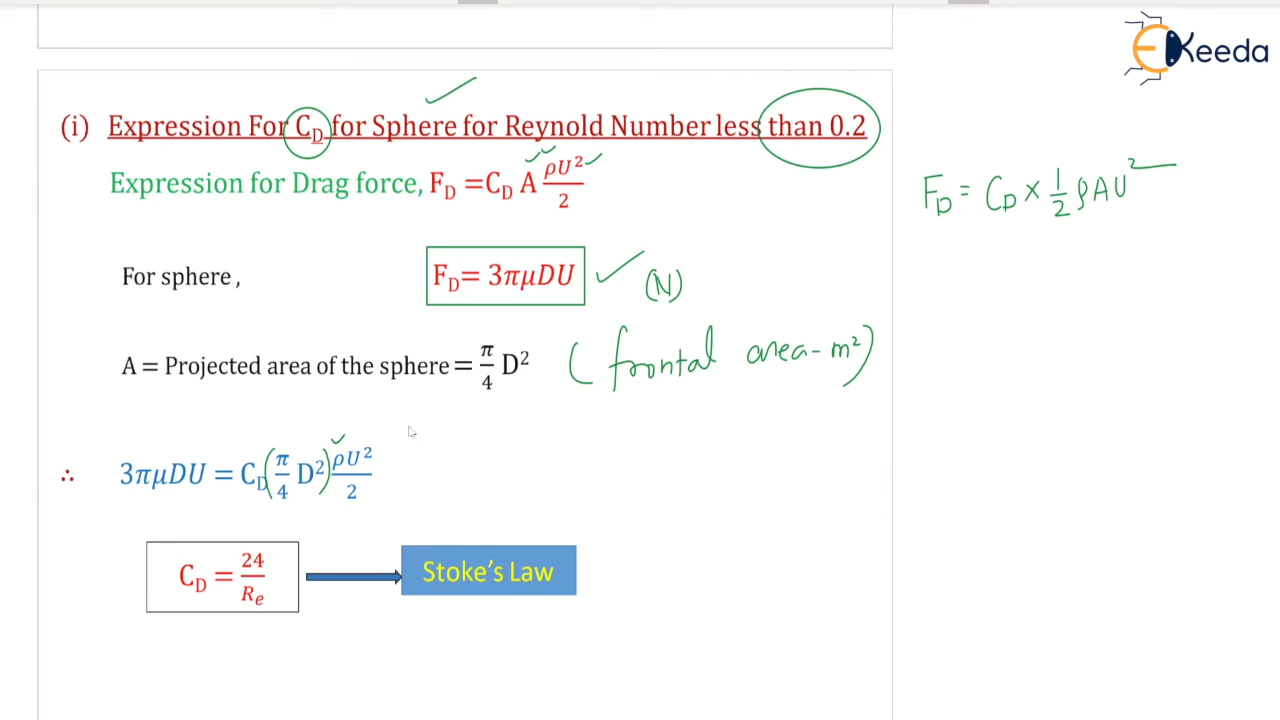 EKeeda
(i) Expression For C_D for Sphere for Reynold Number less than 0.2
Expression for Drag force, F_D =C_D A ρU²/2
F_D = C_D × 1/2 ρAU²
For sphere ,
F_D= 3πμDU
(N)
A = Projected area of the sphere = π/4 D²
(frontal area - m²)
∴ 3πμDU = C_D(π/4 D²) ρU²/2
C_D = 24/R_e
Stoke's Law